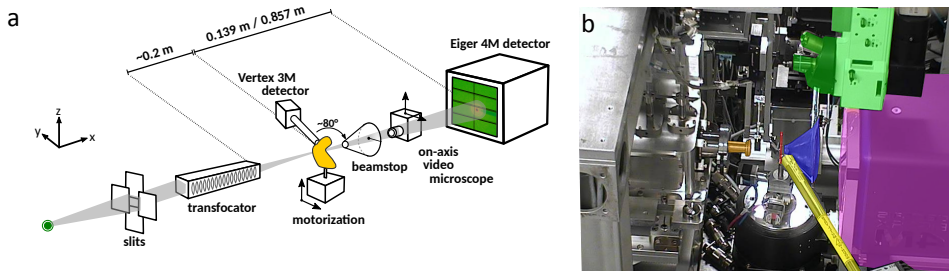 a
~0.2 m
0.139 m / 0.857 m
Eiger 4M detector
Vertex 3M
detector
~80°
z
y
x
beamstop
on-axis
video
microscope
transfocator
motorization
slits
b